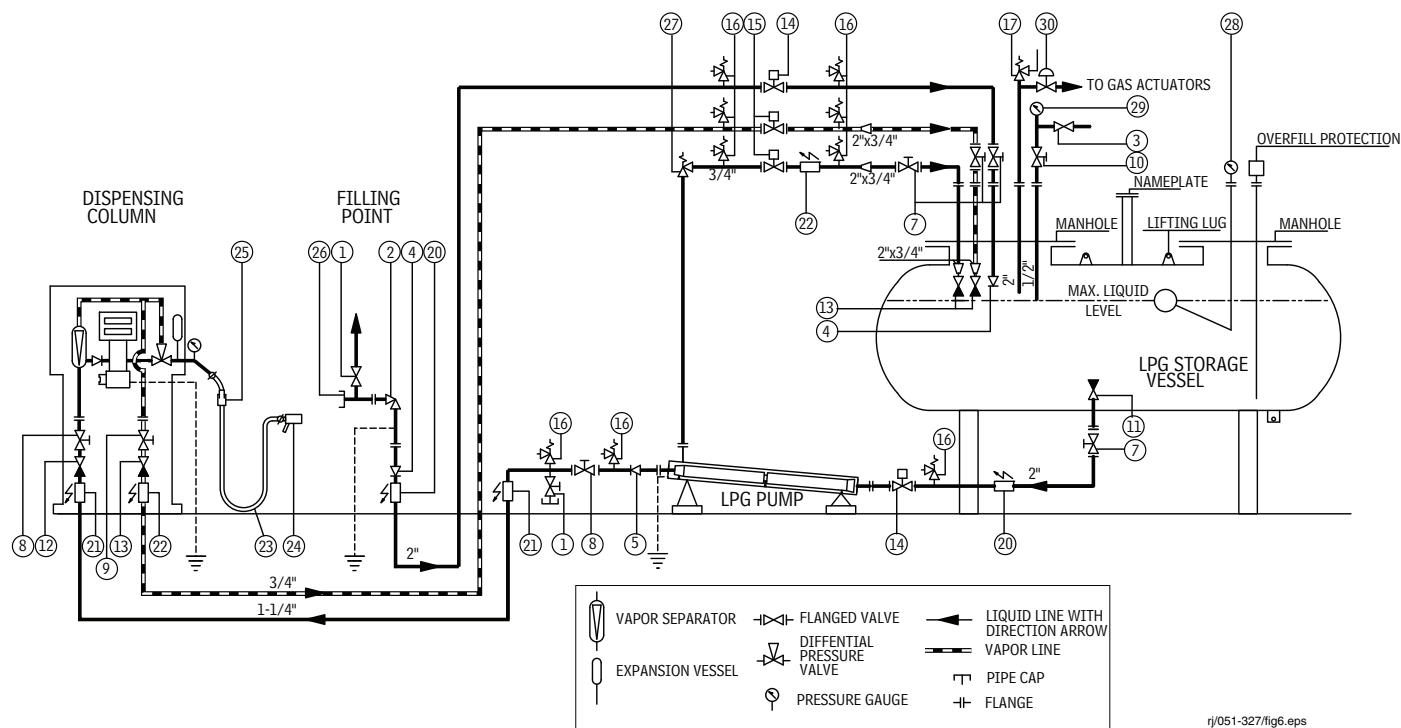 27
16
15
14
16
17
30
28
TO GAS ACTUATORS
29
3
10
OVERFILL PROTECTION
2"x3/4"
3/4"
2"x3/4"
22
7
NAMEPLATE
MANHOLE
LIFTING LUG
MANHOLE
DISPENSING
COLUMN
FILLING
POINT
25
26
1
2
4
20
2"x3/4"
2"
1/2"
MAX. LIQUID
LEVEL
13
4
LPG STORAGE
VESSEL
11
7
16
16
16
2"
LPG PUMP
8
12
21
13
22
9
23
24
21
1
8
5
14
20
2"
3/4"
1-1/4"
VAPOR SEPARATOR
EXPANSION VESSEL
FLANGED VALVE
DIFFENTIAL
PRESSURE
VALVE
PRESSURE GAUGE
LIQUID LINE WITH
DIRECTION ARROW
VAPOR LINE
PIPE CAP
FLANGE
rj/051-327/fig6.eps